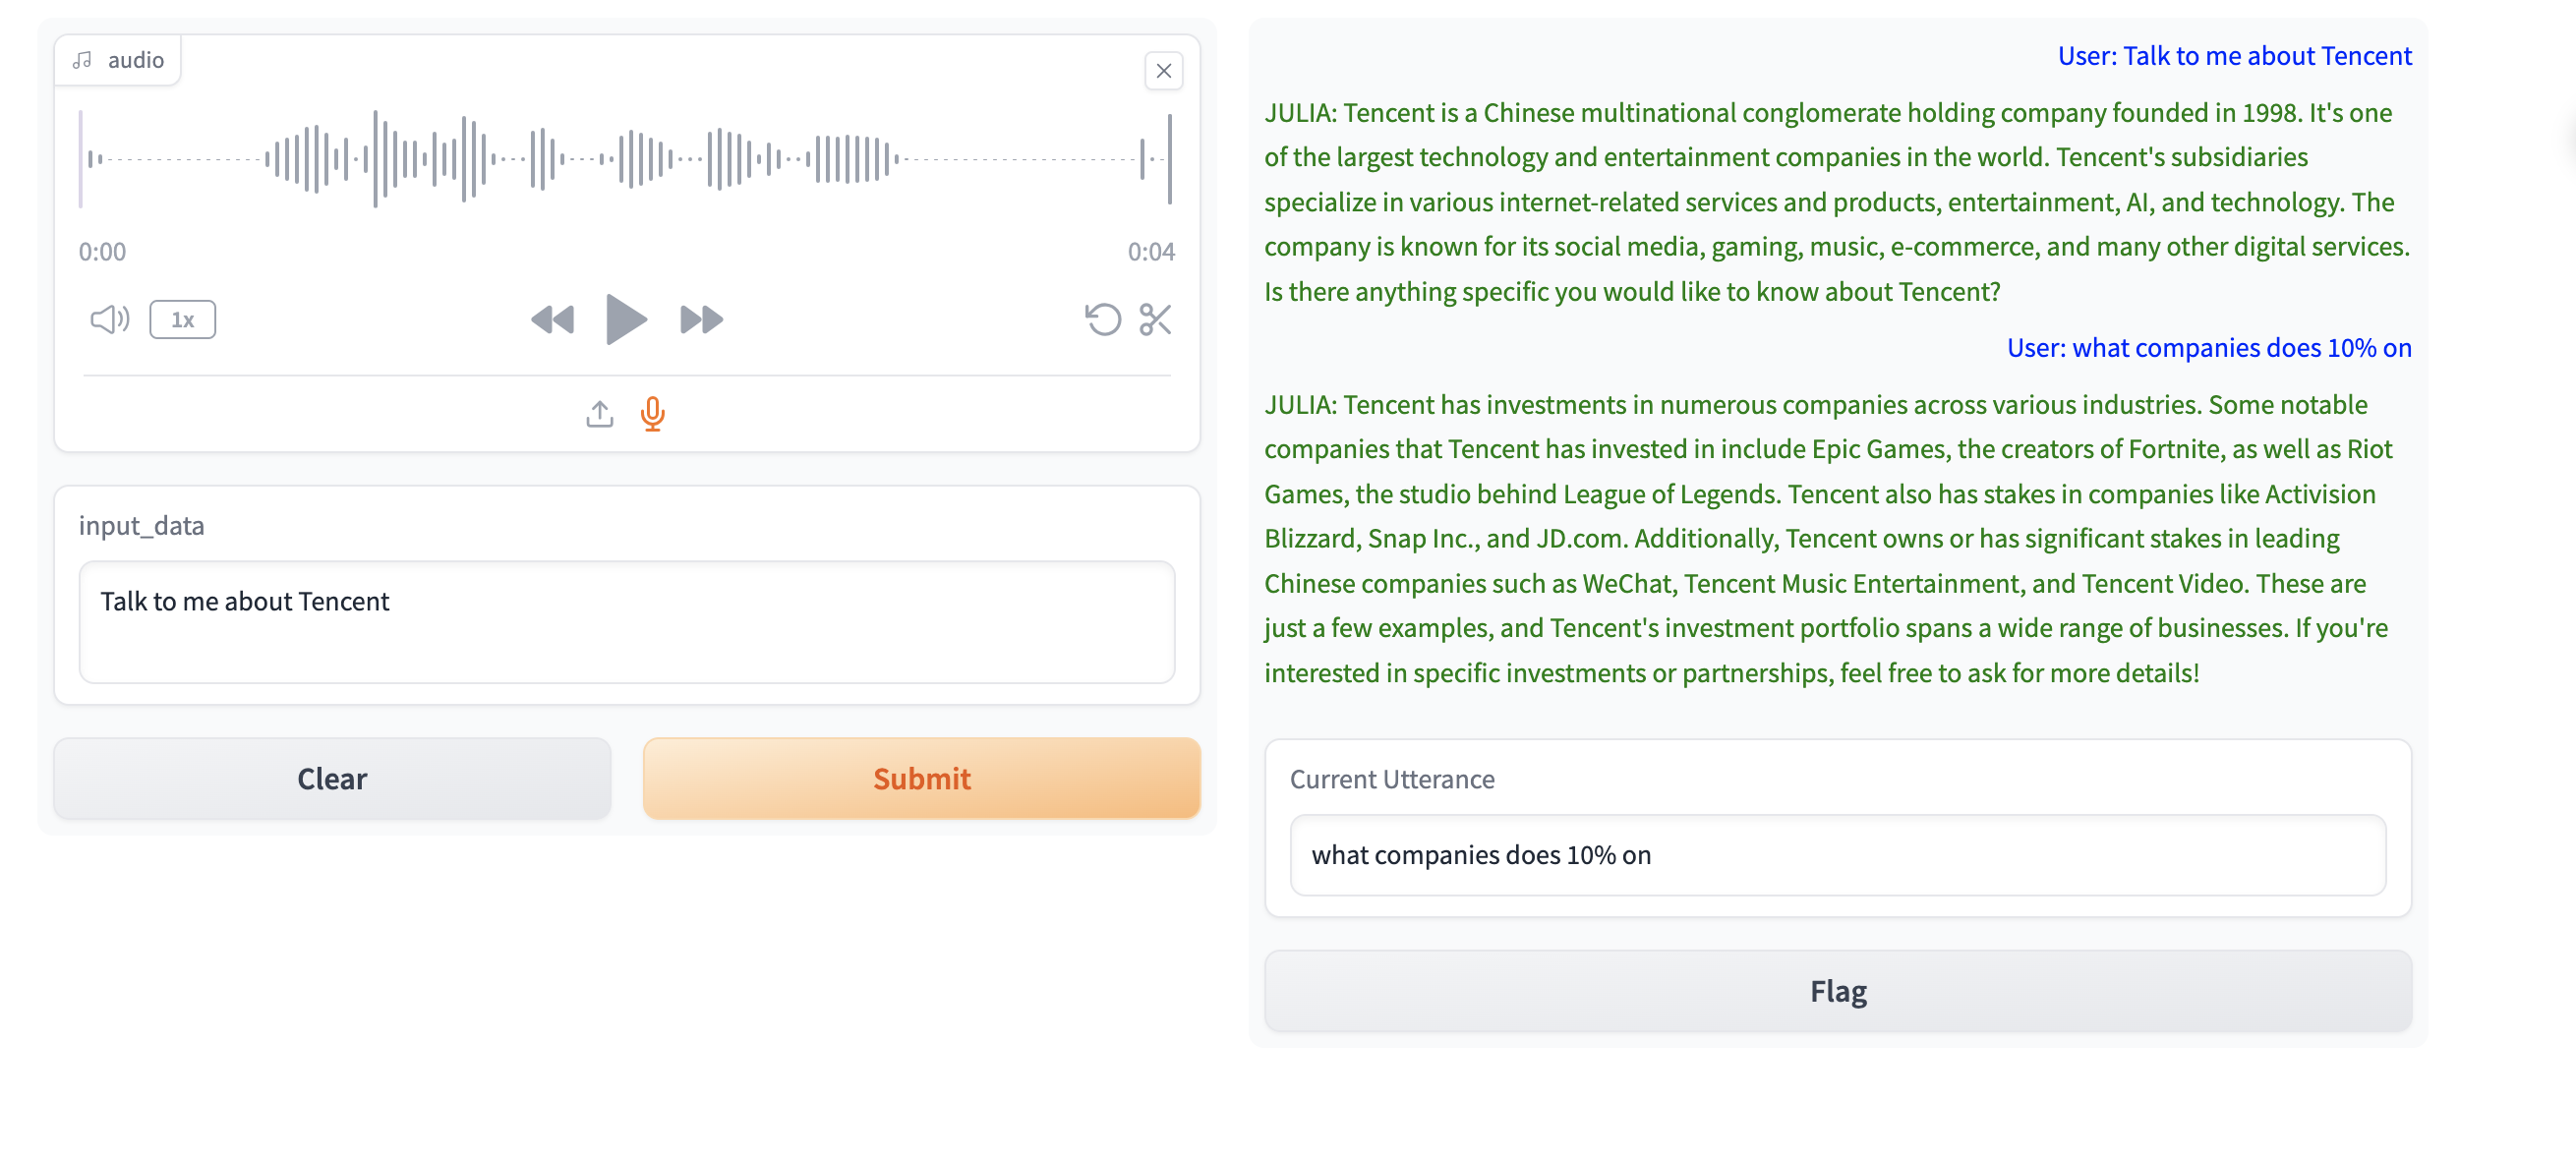 audio
0:00
0:04
1x
input_data
Talk to me about Tencent
Clear
Submit
User: Talk to me about Tencent
JULIA: Tencent is a Chinese multinational conglomerate holding company founded in 1998. It's one
of the largest technology and entertainment companies in the world. Tencent's subsidiaries
specialize in various internet-related services and products, entertainment, AI, and technology. The
company is known for its social media, gaming, music, e-commerce, and many other digital services.
Is there anything specific you would like to know about Tencent?
User: what companies does 10% on
JULIA: Tencent has investments in numerous companies across various industries. Some notable
companies that Tencent has invested in include Epic Games, the creators of Fortnite, as well as Riot
Games, the studio behind League of Legends. Tencent also has stakes in companies like Activision
Blizzard, Snap Inc., and JD.com. Additionally, Tencent owns or has significant stakes in leading
Chinese companies such as WeChat, Tencent Music Entertainment, and Tencent Video. These are
just a few examples, and Tencent's investment portfolio spans a wide range of businesses. If you're
interested in specific investments or partnerships, feel free to ask for more details!
Current Utterance
what companies does 10% on
Flag